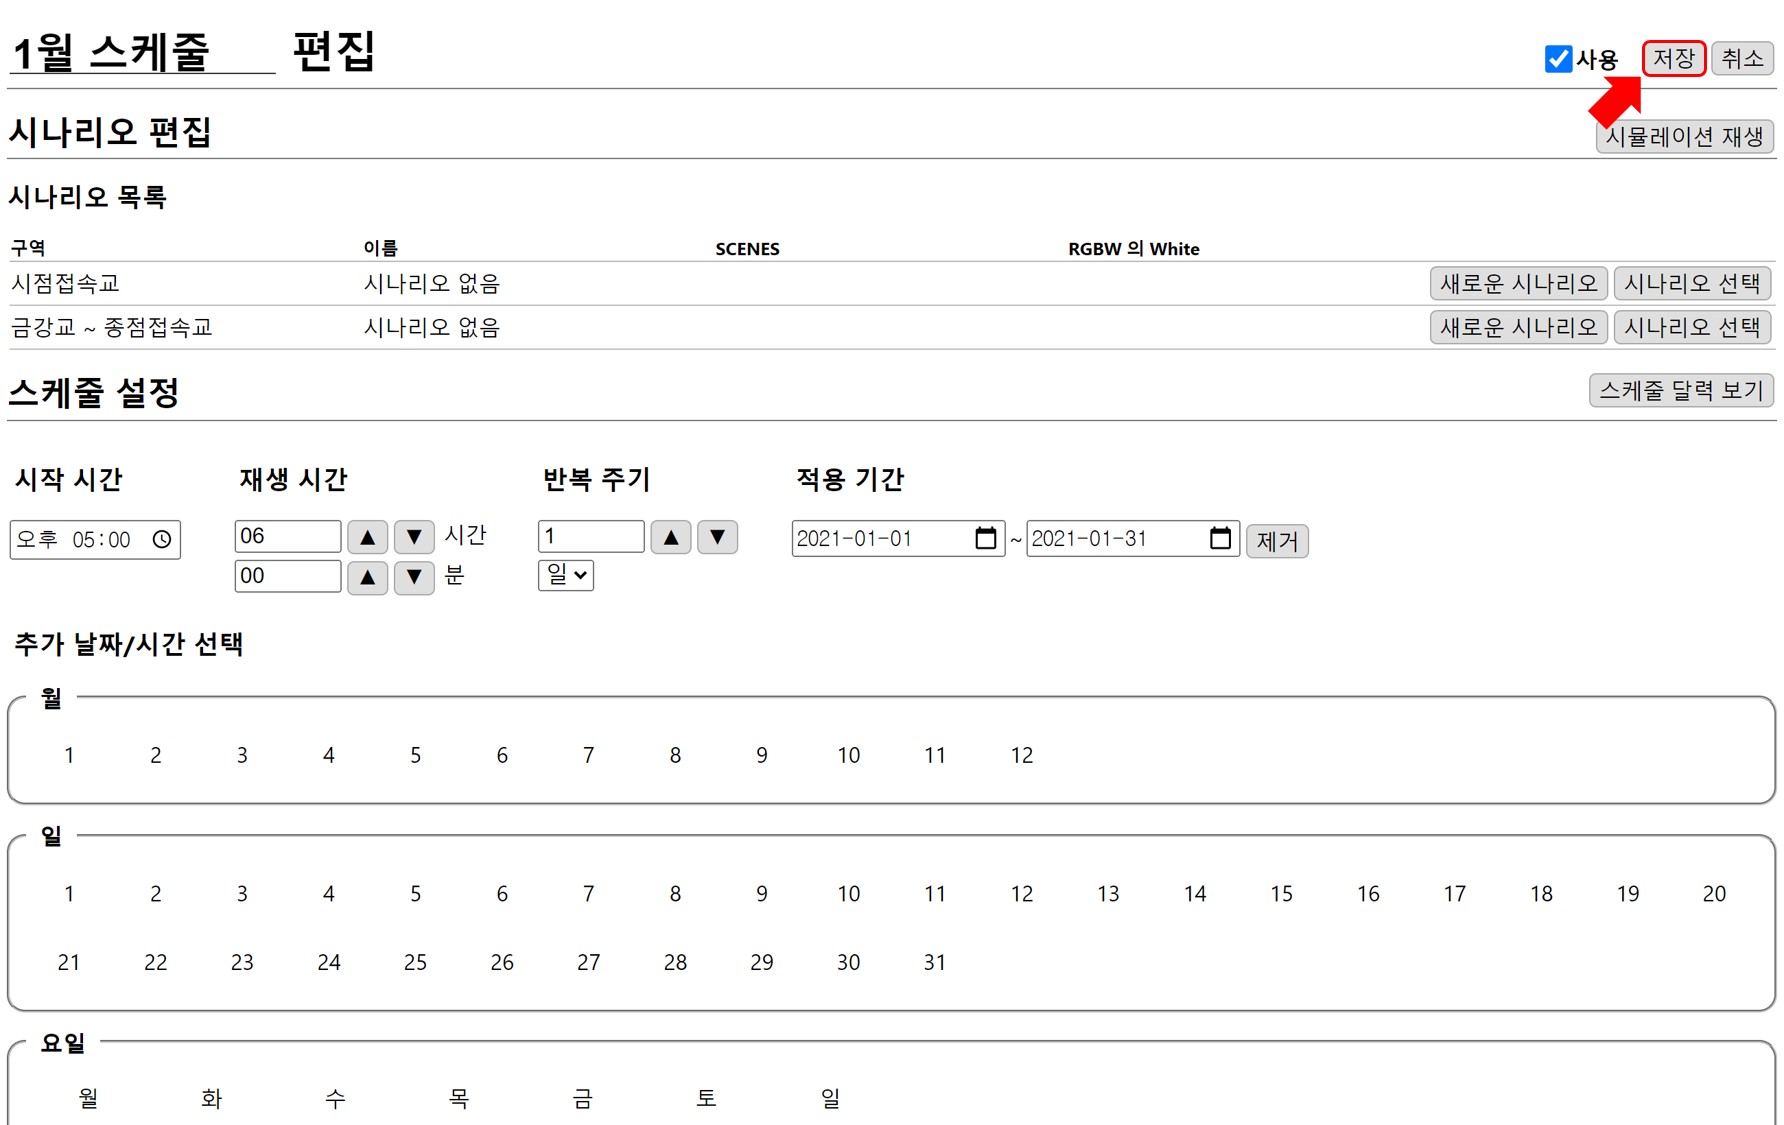 1월 스케줄 편집
사용 저장 취소
시나리오 편집
시뮬레이션 재생
시나리오 목록
구역 이름 SCENES RGBW 의 White
시점접속교 시나리오 없음 새로운 시나리오 시나리오 선택
금강교 ~ 종점접속교 시나리오 없음 새로운 시나리오 시나리오 선택
스케줄 설정 스케줄 달력 보기
시작 시간 재생 시간 반복 주기 적용 기간
오후 05:00 06 ▲ ▼ 시간 1 ▲ ▼ 2021-01-01 ~ 2021-01-31 제거
00 ▲ ▼ 분 일
추가 날짜/시간 선택
월
1 2 3 4 5 6 7 8 9 10 11 12
일
1 2 3 4 5 6 7 8 9 10 11 12 13 14 15 16 17 18 19 20
21 22 23 24 25 26 27 28 29 30 31
요일
월 화 수 목 금 토 일